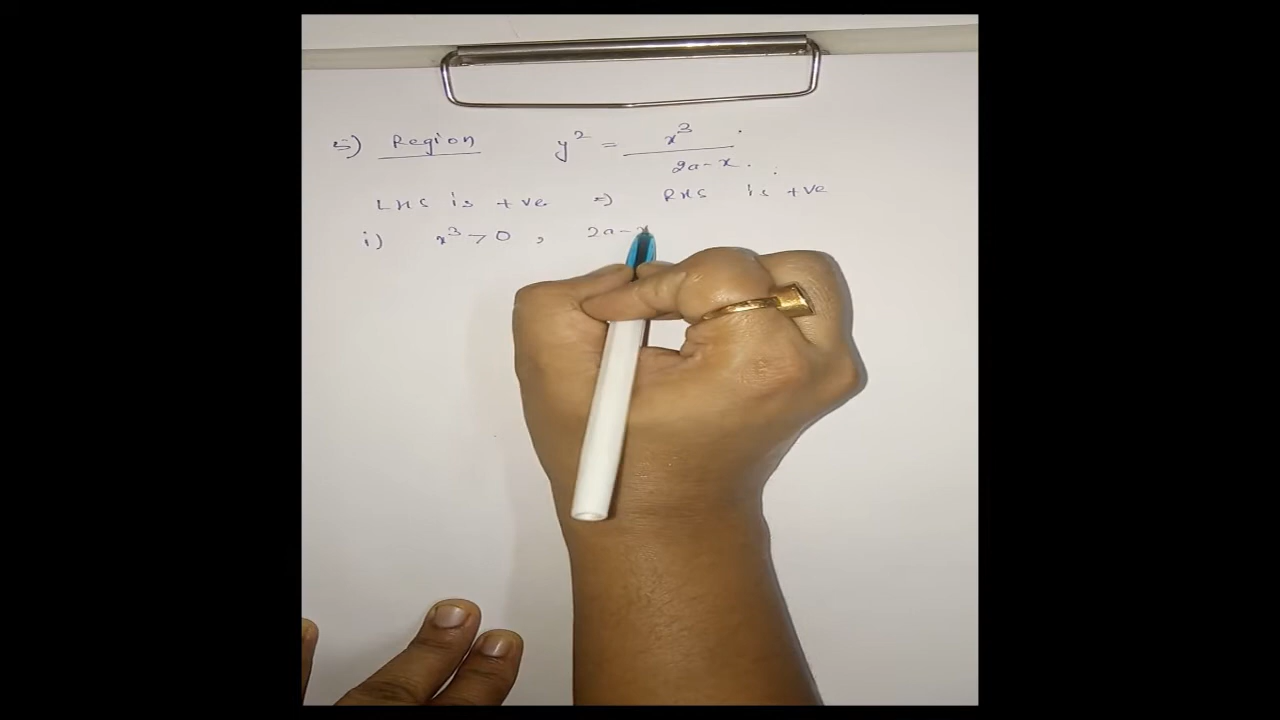 5) Region y² = x³ / 2a-x.
LHS is +ve ⇒ RHS is +ve
i) x³ > 0 , 2a-x